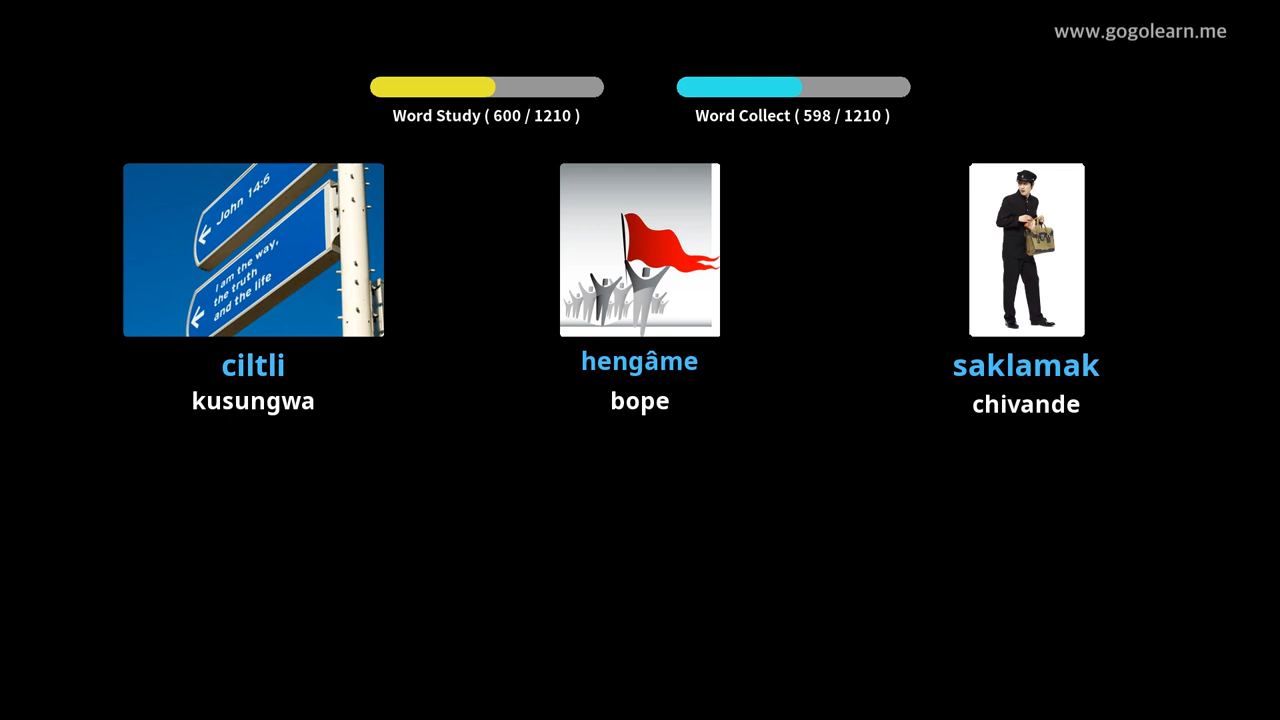 www.gogolearn.me
Word Study ( 600 / 1210 )
Word Collect ( 598 / 1210 )
John 14:6
I am the way,
the truth
and the life
ciltli
kusungwa
hengâme
bope
saklamak
chivande